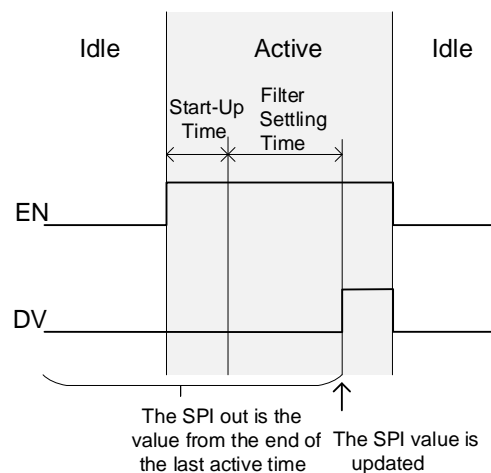 Idle
Active
Idle
Start-Up
Time
Filter
Settling
Time
EN
DV
The SPI out is the
value from the end of
the last active time
The SPI value is
updated